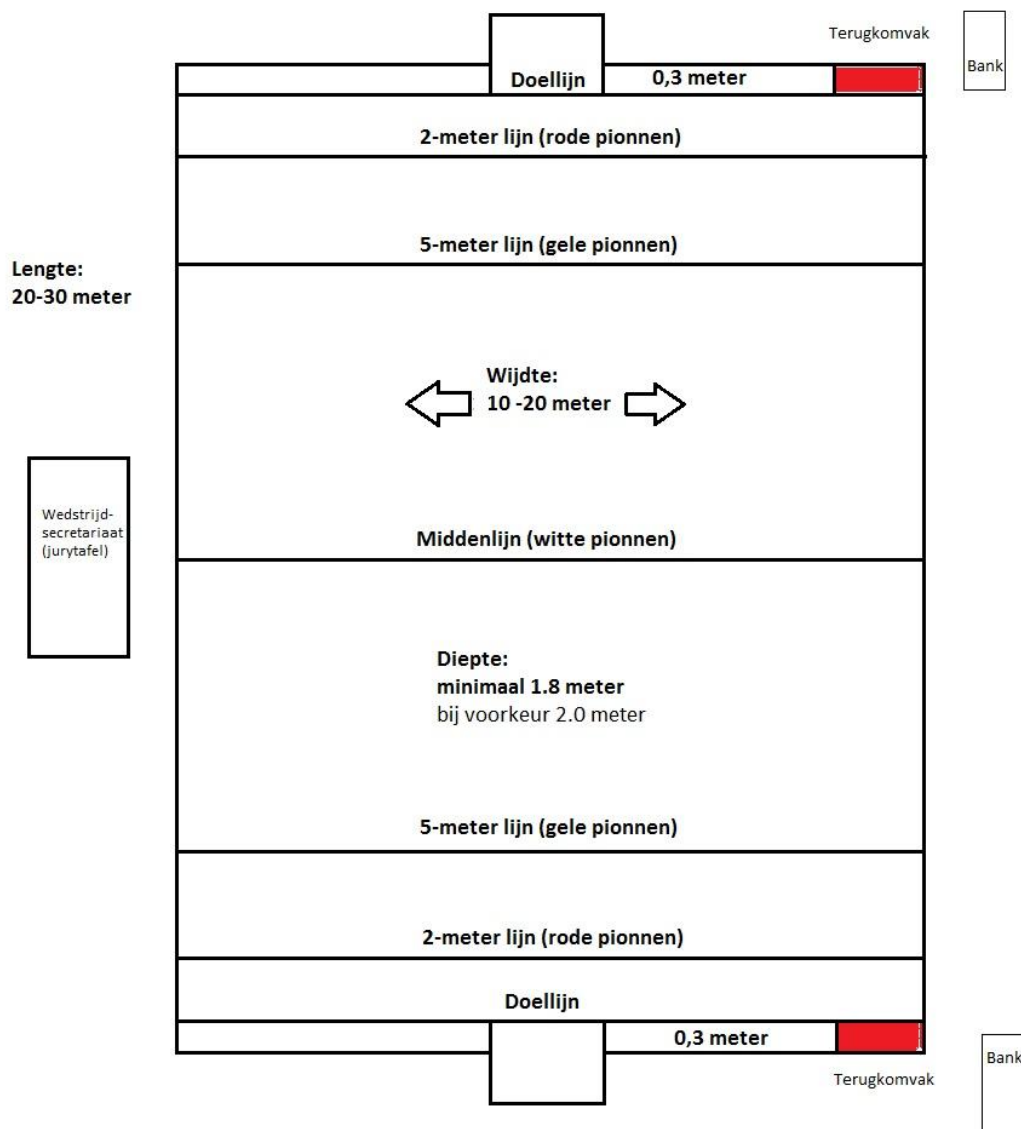 Terugkomvak
Bank
Doellijn
0,3 meter
2-meter lijn (rode pionnen)
5-meter lijn (gele pionnen)
Lengte:
20-30 meter
Wijdte:
10 -20 meter
Wedstrijd-
secretariaat
(jurytafel)
Middenlijn (witte pionnen)
Diepte:
minimaal 1.8 meter
bij voorkeur 2.0 meter
5-meter lijn (gele pionnen)
2-meter lijn (rode pionnen)
Doellijn
0,3 meter
Bank
Terugkomvak